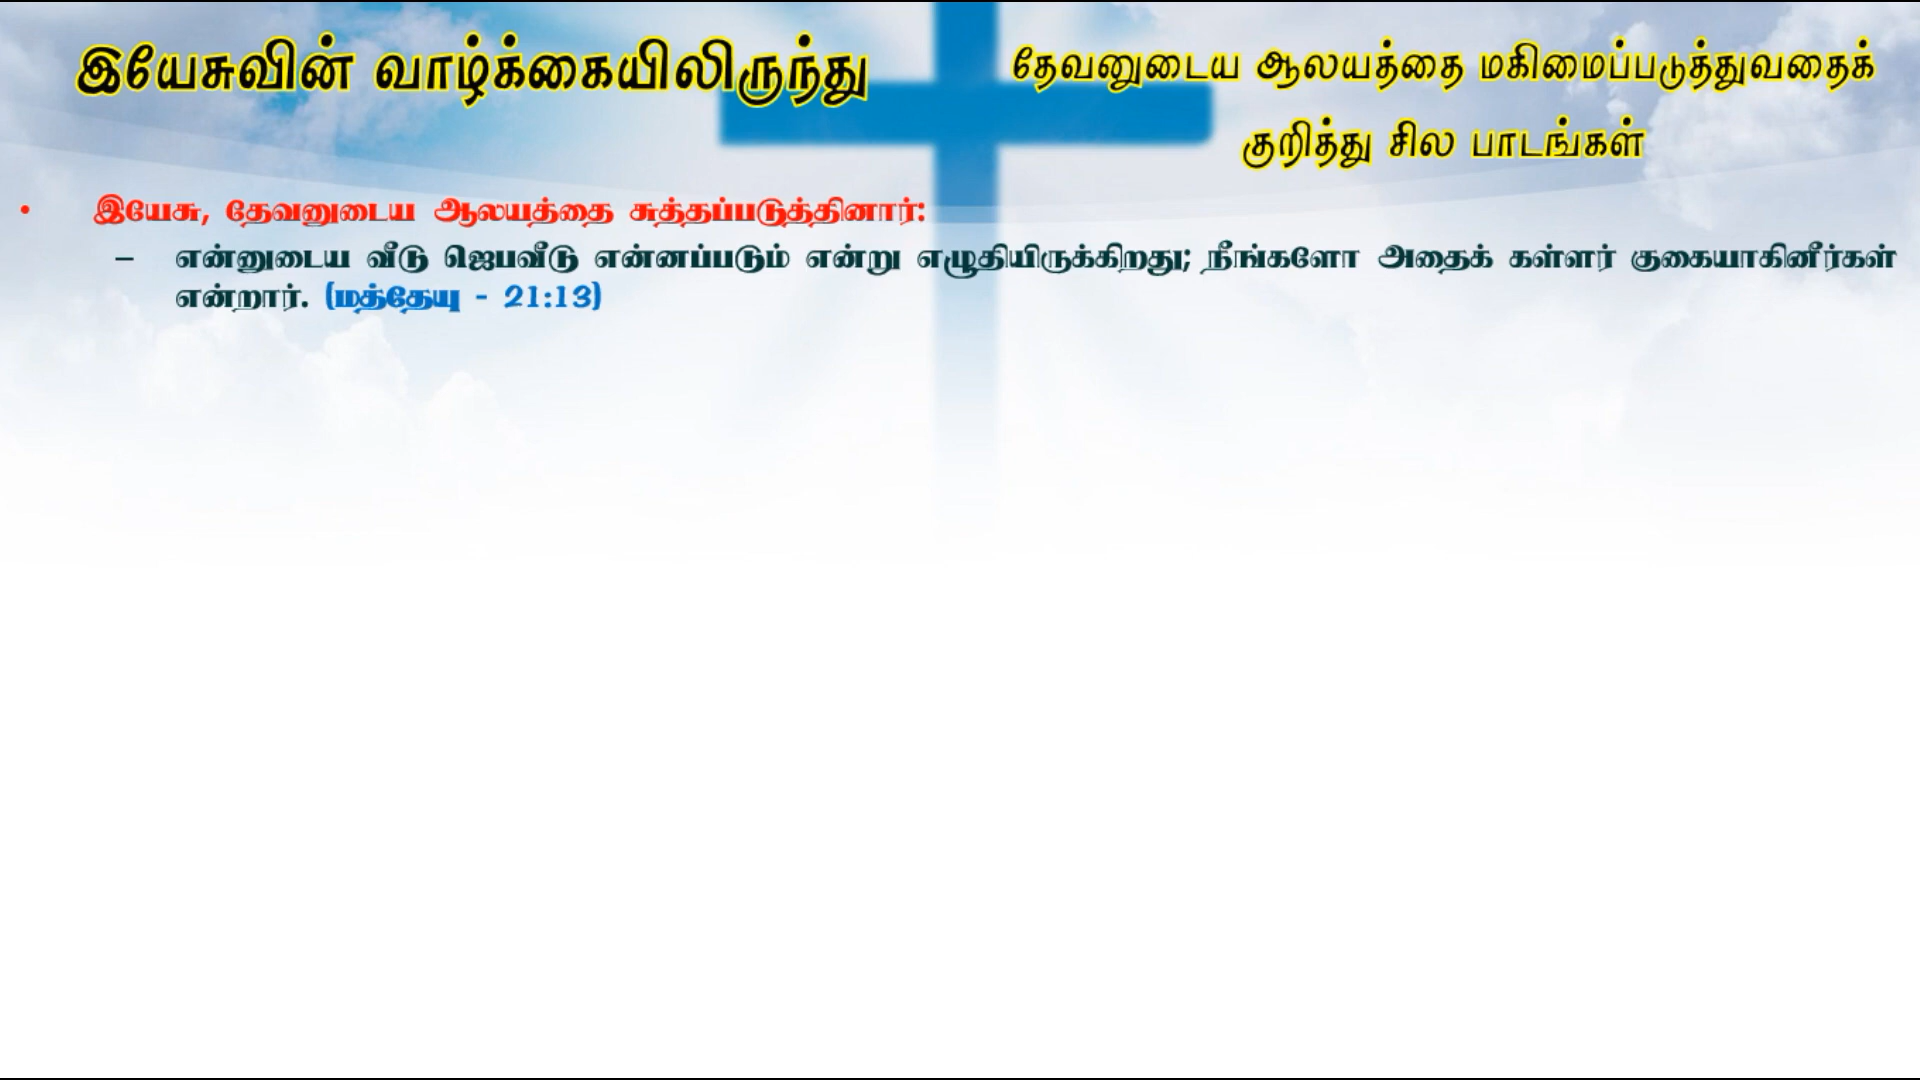 இயேசுவின் வாழ்க்கையிலிருந்து
தேவனுடைய ஆலயத்தை மகிமைப்படுத்துவதைக்
குறித்து சில பாடங்கள்
• இயேசு, தேவனுடைய ஆலயத்தை சுத்தப்படுத்தினார்:
– என்னுடைய வீடு ஜெபவீடு என்னப்படும் என்று எழுதியிருக்கிறது; நீங்களோ அதைக் கள்ளர் குகையாகினீர்கள்
என்றார். (மத்தேயு - 21:13)